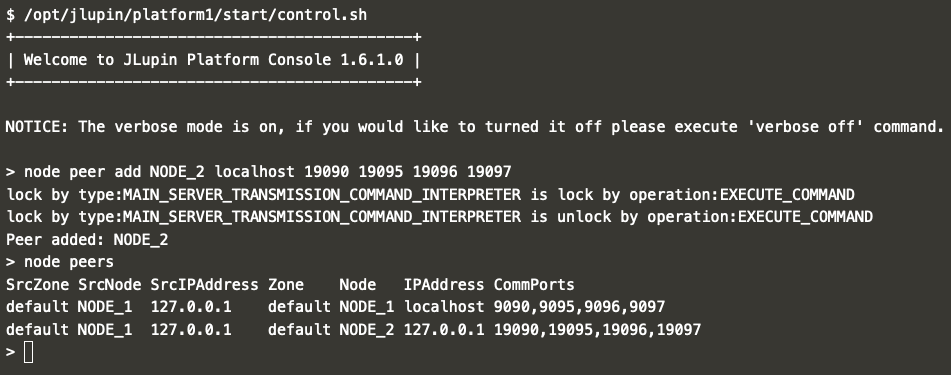 $ /opt/jlupin/platform1/start/control.sh
+--------------------------------------------+
| Welcome to JLupin Platform Console 1.6.1.0 |
+--------------------------------------------+
NOTICE: The verbose mode is on, if you would like to turned it off please execute 'verbose off' command.
> node peer add NODE_2 localhost 19090 19095 19096 19097
lock by type:MAIN_SERVER_TRANSMISSION_COMMAND_INTERPRETER is lock by operation:EXECUTE_COMMAND
lock by type:MAIN_SERVER_TRANSMISSION_COMMAND_INTERPRETER is unlock by operation:EXECUTE_COMMAND
Peer added: NODE_2
> node peers
SrcZone SrcNode SrcIPAddress Zone    Node   IPAddress CommPorts
default NODE_1  127.0.0.1    default NODE_1 localhost 9090,9095,9096,9097
default NODE_1  127.0.0.1    default NODE_2 127.0.0.1 19090,19095,19096,19097
>